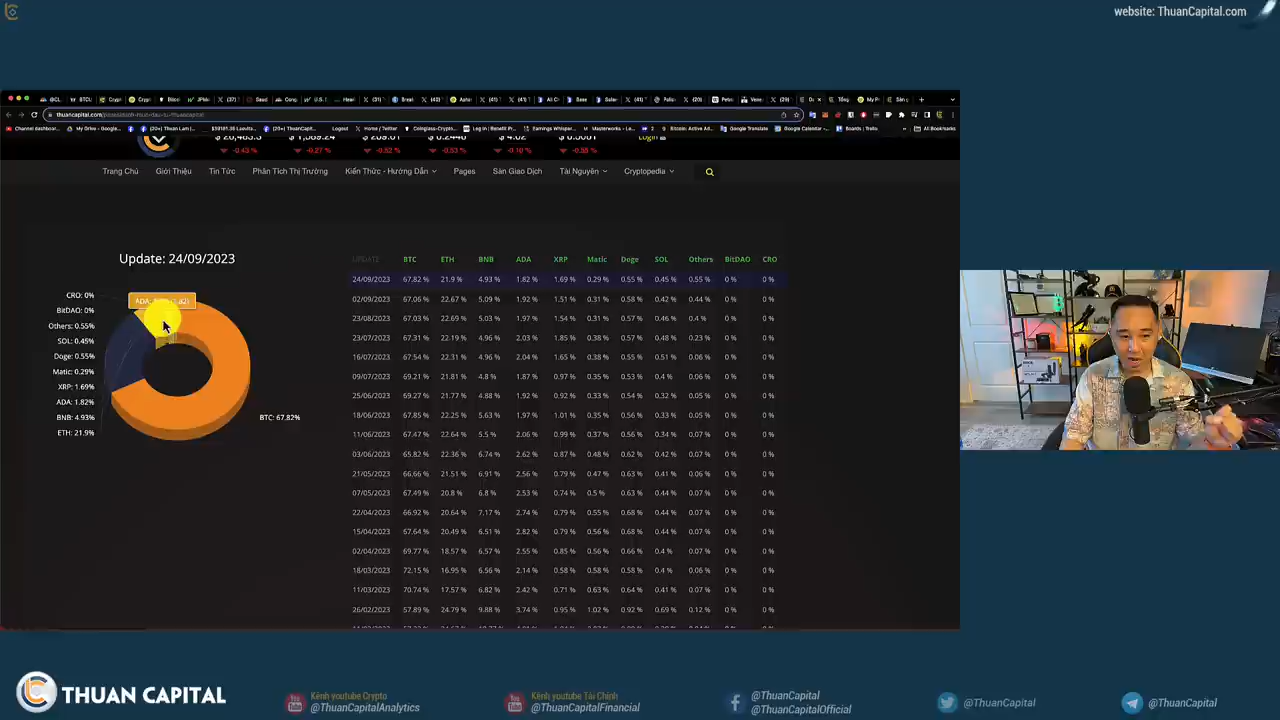 website: ThuanCapital.com
-0.43 %
-0.27 %
-0.52 %
-0.53 %
-0.10 %
-0.55 %
Trang Chủ
Giới Thiệu
Tin Tức
Phân Tích Thị Trường
Kiến Thức - Hướng Dẫn
Pages
Sàn Giao Dịch
Tài Nguyên
Cryptopedia
Update: 24/09/2023
CRO: 0%
BitDAO: 0%
Others: 0.55%
SOL: 0.45%
Doge: 0.55%
Matic: 0.29%
XRP: 1.69%
ADA: 1.82%
BNB: 4.93%
ETH: 21.9%
BTC: 67.82%
UPDATE BTC ETH BNB ADA XRP Matic Doge SOL Others BitDAO CRO
24/09/2023 67.82 % 21.9 % 4.93 % 1.82 % 1.69 % 0.29 % 0.55 % 0.45 % 0.55 % 0 % 0 %
02/09/2023 67.06 % 22.67 % 5.09 % 1.92 % 1.51 % 0.31 % 0.58 % 0.42 % 0.44 % 0 % 0 %
23/08/2023 67.03 % 22.69 % 5.03 % 1.97 % 1.58 % 0.31 % 0.56 % 0.46 % 0.4 % 0 % 0 %
23/07/2023 67.31 % 22.19 % 4.96 % 2.03 % 1.85 % 0.38 % 0.57 % 0.48 % 0.23 % 0 % 0 %
16/07/2023 67.54 % 22.31 % 4.96 % 2.04 % 1.65 % 0.38 % 0.55 % 0.51 % 0.06 % 0 % 0 %
09/07/2023 69.21 % 21.81 % 4.8 % 1.87 % 0.97 % 0.35 % 0.53 % 0.4 % 0.06 % 0 % 0 %
25/06/2023 69.27 % 21.77 % 4.88 % 1.92 % 0.92 % 0.33 % 0.54 % 0.32 % 0.05 % 0 % 0 %
18/06/2023 67.85 % 22.25 % 5.63 % 1.97 % 1.01 % 0.35 % 0.56 % 0.33 % 0.05 % 0 % 0 %
11/06/2023 67.47 % 22.64 % 5.5 % 2.06 % 0.99 % 0.37 % 0.56 % 0.34 % 0.07 % 0 % 0 %
03/06/2023 65.82 % 22.36 % 6.74 % 2.62 % 0.87 % 0.48 % 0.62 % 0.42 % 0.07 % 0 % 0 %
21/05/2023 66.66 % 21.51 % 6.91 % 2.56 % 0.79 % 0.47 % 0.63 % 0.41 % 0.06 % 0 % 0 %
07/05/2023 67.49 % 20.8 % 6.8 % 2.53 % 0.74 % 0.5 % 0.63 % 0.44 % 0.07 % 0 % 0 %
22/04/2023 66.92 % 20.64 % 7.17 % 2.74 % 0.79 % 0.55 % 0.68 % 0.44 % 0.07 % 0 % 0 %
15/04/2023 67.64 % 20.49 % 6.51 % 2.82 % 0.79 % 0.56 % 0.68 % 0.44 % 0.07 % 0 % 0 %
02/04/2023 69.77 % 18.57 % 6.57 % 2.55 % 0.85 % 0.56 % 0.66 % 0.4 % 0.07 % 0 % 0 %
18/03/2023 72.15 % 16.95 % 6.56 % 2.14 % 0.58 % 0.58 % 0.58 % 0.4 % 0.06 % 0 % 0 %
11/03/2023 70.74 % 17.57 % 6.82 % 2.42 % 0.71 % 0.63 % 0.64 % 0.41 % 0.07 % 0 % 0 %
26/02/2023 57.89 % 24.79 % 9.88 % 3.74 % 0.95 % 1.02 % 0.92 % 0.69 % 0.12 % 0 % 0 %
THUAN CAPITAL
Kênh youtube Crypto
@ThuanCapitalAnalytics
Kênh youtube Tài Chính
@ThuanCapitalFinancial
@ThuanCapital
@ThuanCapitalOfficial
@ThuanCapital
@ThuanCapital